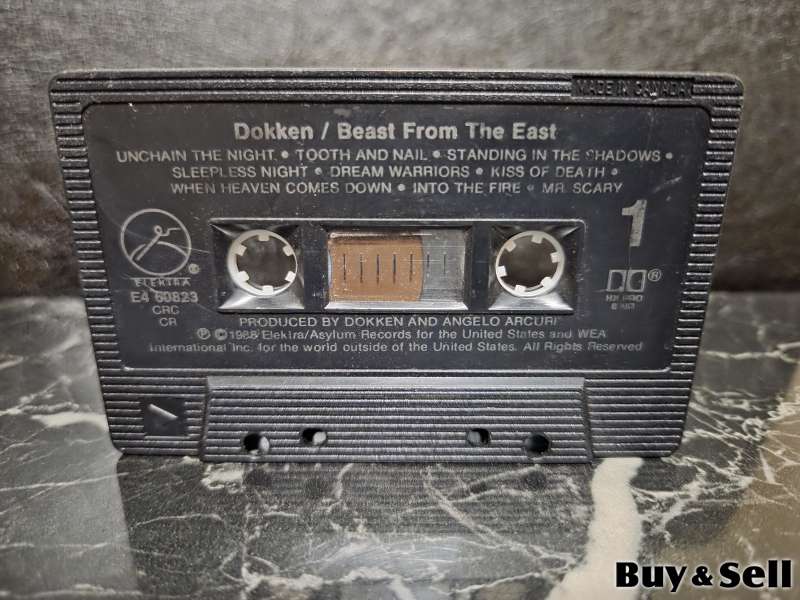 MADE IN CANADA
Dokken / Beast From The East
UNCHAIN THE NIGHT • TOOTH AND NAIL • STANDING IN THE SHADOWS •
SLEEPLESS NIGHT • DREAM WARRIORS • KISS OF DEATH •
WHEN HEAVEN COMES DOWN • INTO THE FIRE • MR. SCARY
1
ELEKTRA
E4 60823
CRC
CR
HX PRO
PRODUCED BY DOKKEN AND ANGELO ARCURI
℗ © 1988 Elektra/Asylum Records for the United States and WEA
International Inc. for the world outside of the United States. All Rights Reserved
Buy & Sell